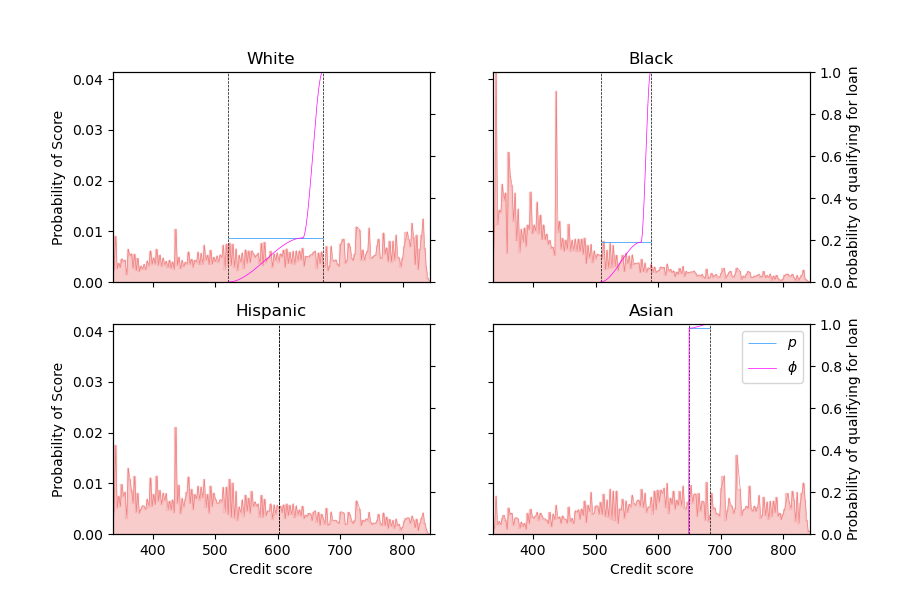 White
Black
0.04
0.03
0.02
0.01
0.00
Probability of Score
1.0
0.8
0.6
0.4
0.2
0.0
Probability of qualifying for loan
Hispanic
Asian
0.04
0.03
0.02
0.01
0.00
Probability of Score
400 500 600 700 800
Credit score
p
ϕ
400 500 600 700 800
Credit score
1.0
0.8
0.6
0.4
0.2
0.0
Probability of qualifying for loan